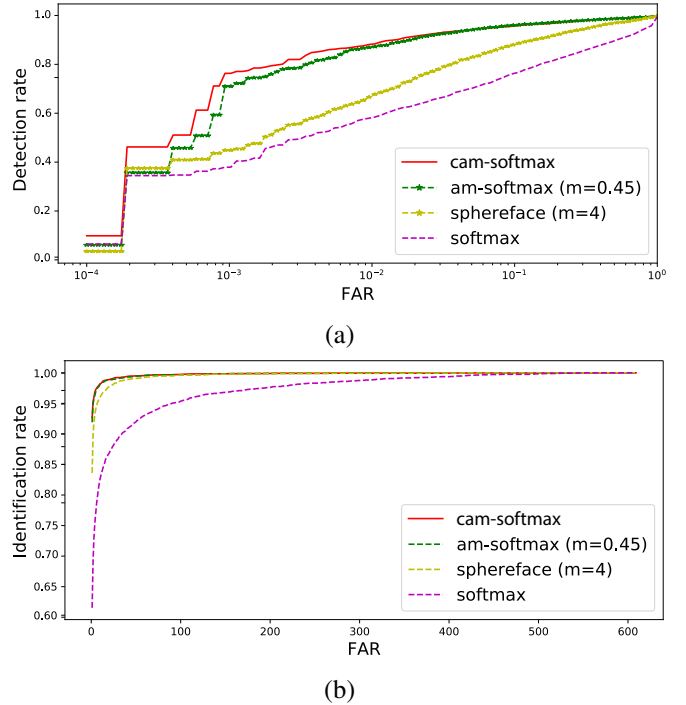 1.0
0.8
0.6
0.4
0.2
0.0
Detection rate
cam-softmax
am-softmax (m=0.45)
sphereface (m=4)
softmax
10⁻⁴ 10⁻³ 10⁻² 10⁻¹ 10⁰
FAR
(a)
1.00
0.95
0.90
0.85
0.80
0.75
0.70
0.65
0.60
Identification rate
cam-softmax
am-softmax (m=0.45)
sphereface (m=4)
softmax
0 100 200 300 400 500 600
FAR
(b)